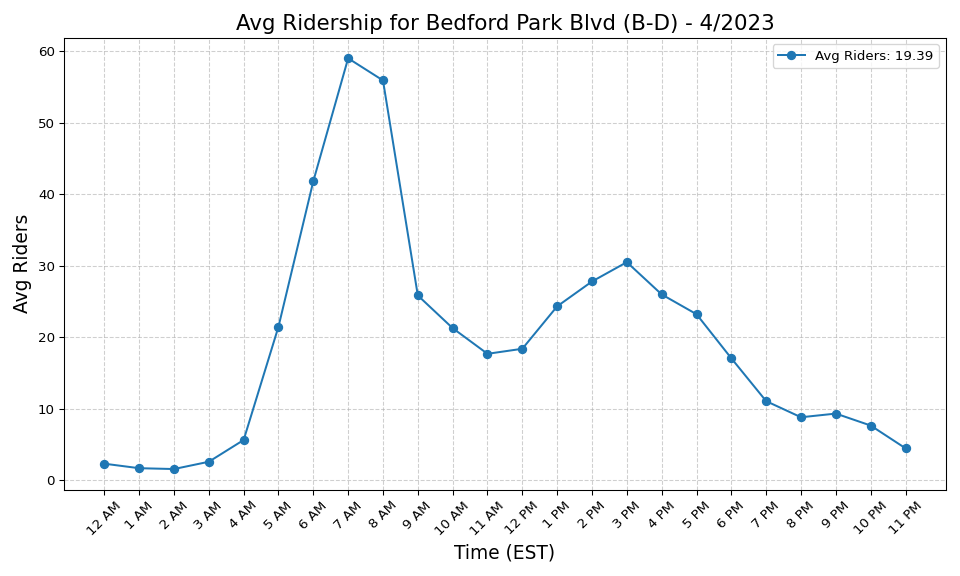 Avg Ridership for Bedford Park Blvd (B-D) - 4/2023
Avg Riders: 19.39
60
50
40
30
20
10
0
Avg Riders
12 AM
1 AM
2 AM
3 AM
4 AM
5 AM
6 AM
7 AM
8 AM
9 AM
10 AM
11 AM
12 PM
1 PM
2 PM
3 PM
4 PM
5 PM
6 PM
7 PM
8 PM
9 PM
10 PM
11 PM
Time (EST)